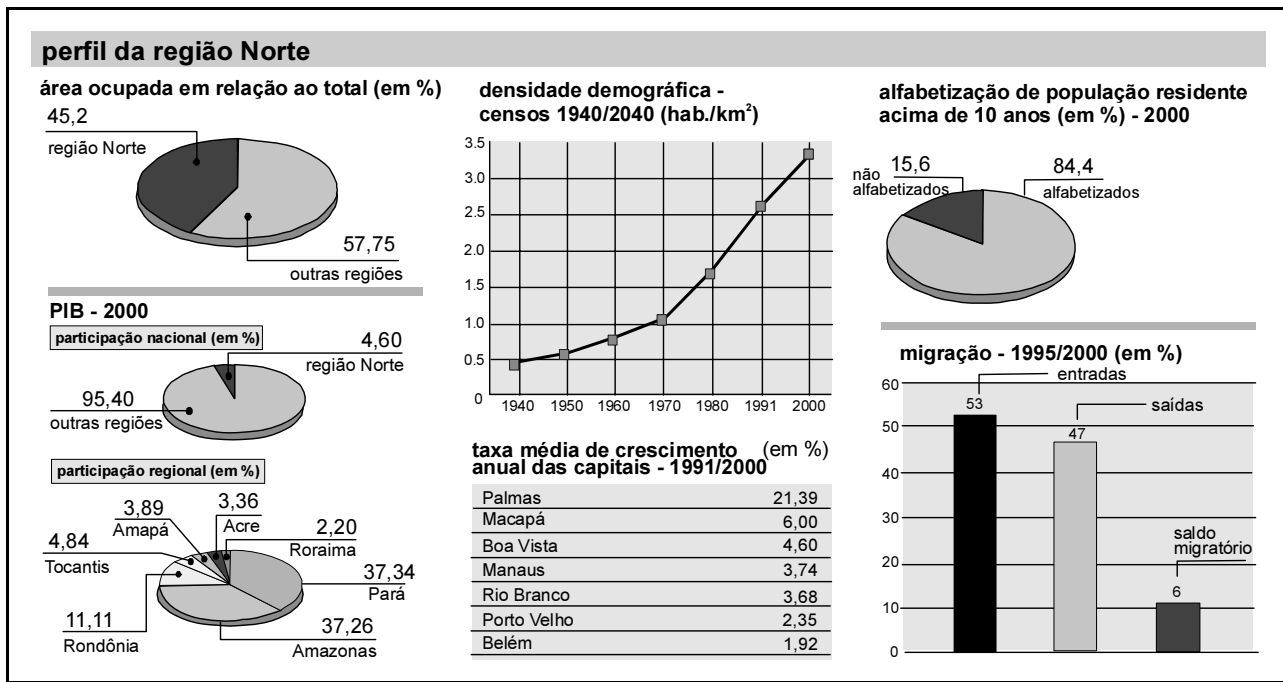 perfil da região Norte
área ocupada em relação ao total (em %)
45,2
região Norte
57,75
outras regiões
PIB - 2000
participação nacional (em %)
4,60
região Norte
95,40
outras regiões
participação regional (em %)
3,36
Acre
3,89
Amapá
2,20
Roraima
4,84
Tocantis
37,34
Pará
11,11
Rondônia
37,26
Amazonas
densidade demográfica -
censos 1940/2040 (hab./km²)
3.5
3.0
2.5
2.0
1.5
1.0
0.5
0
1940 1950 1960 1970 1980 1991 2000
taxa média de crescimento (em %)
anual das capitais - 1991/2000
Palmas 21,39
Macapá 6,00
Boa Vista 4,60
Manaus 3,74
Rio Branco 3,68
Porto Velho 2,35
Belém 1,92
alfabetização de população residente
acima de 10 anos (em %) - 2000
15,6
não
alfabetizados
84,4
alfabetizados
migração - 1995/2000 (em %)
60
50
40
30
20
10
0
entradas
53
saídas
47
saldo
migratório
6